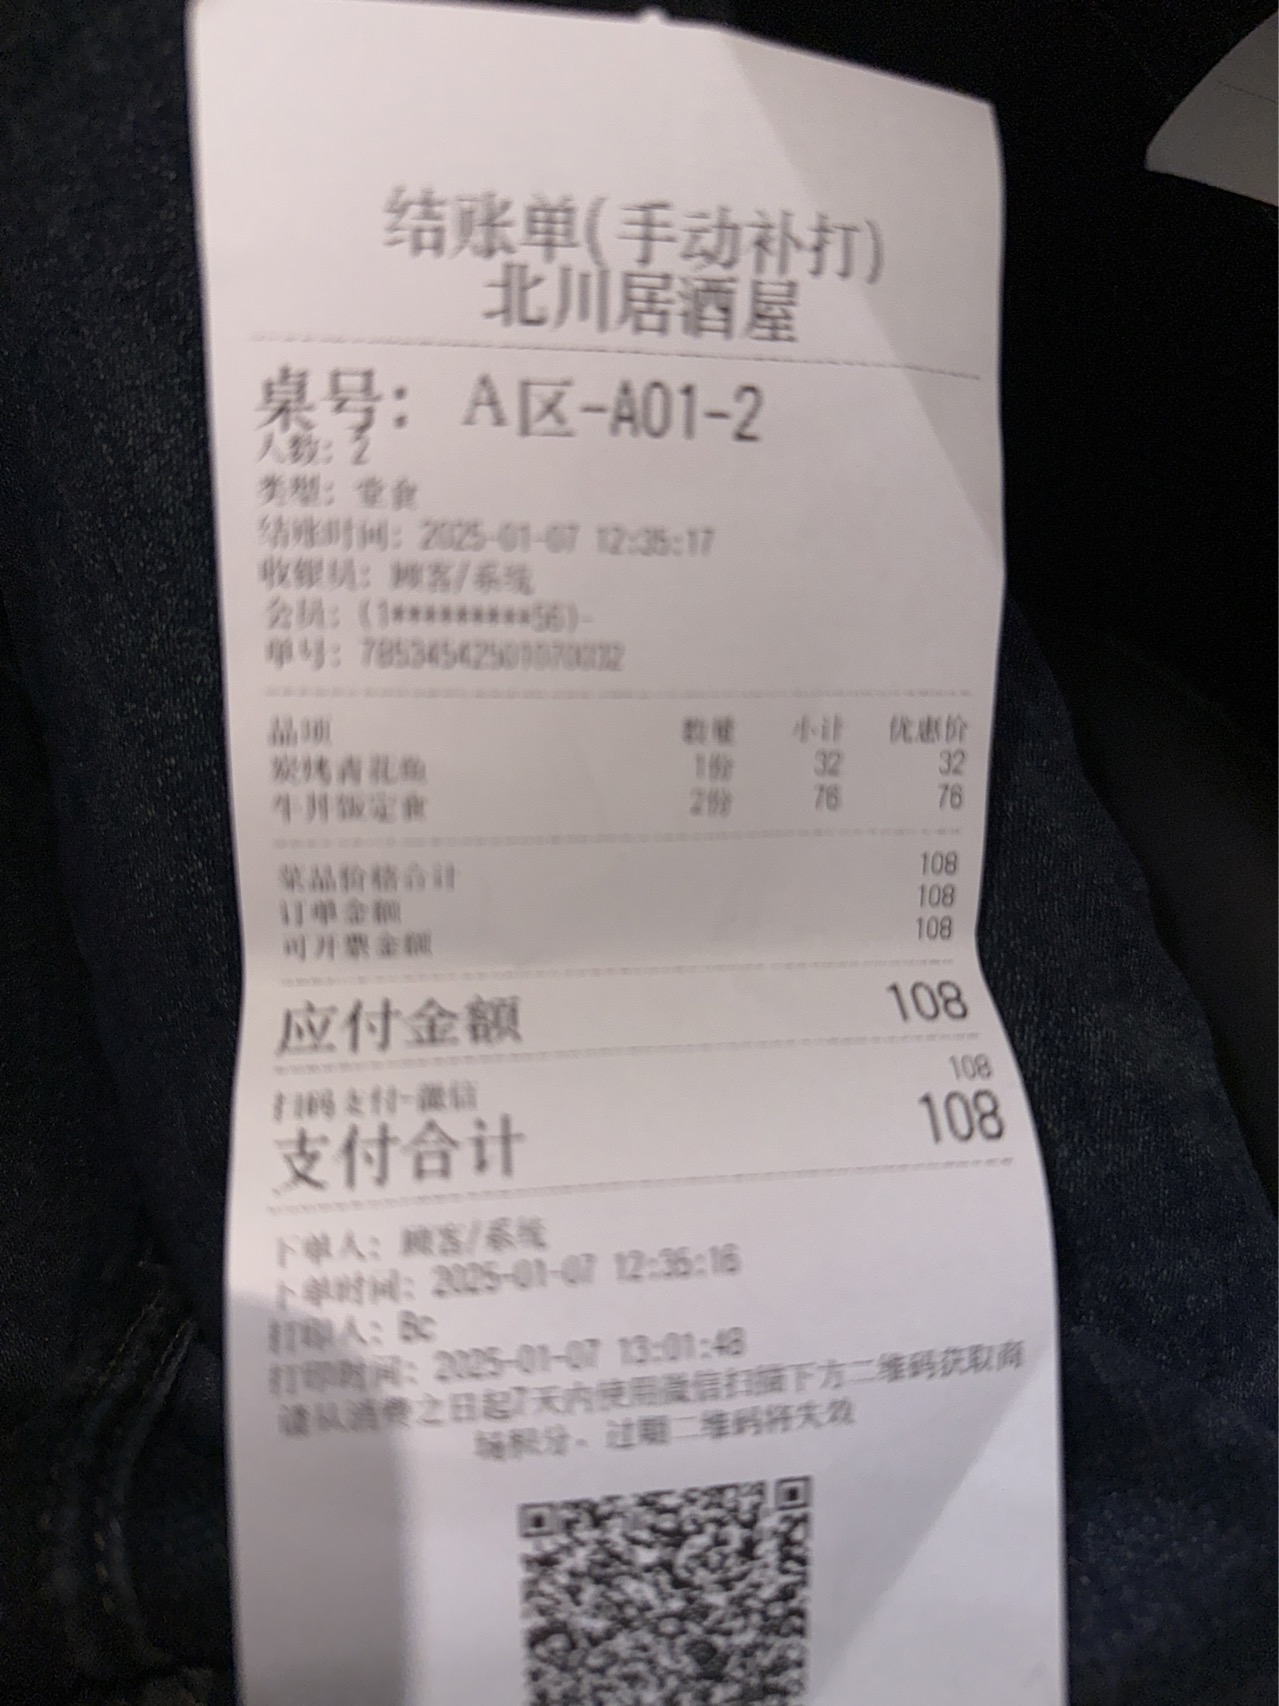 结账单(手动补打)
北川居酒屋
桌号: A区-A01-2
人数: 2
类型: 堂食
结账时间: 2025-01-07 12:35:17
收银员: 顾客/系统
会员: (1*********56)-
单号:
品项 数量 小计 优惠价
炭烤青花鱼 1份 32 32
牛丼饭定食 2份 76 76
菜品价格合计 108
订单金额 108
可开票金额 108
应付金额 108
扫码支付-微信 108
支付合计 108
下单人: 顾客/系统
下单时间: 2025-01-07 12:35:16
打印人: Bc
打印时间: 2025-01-07 13:01:48
请从消费之日起7天内使用微信扫描下方二维码获取商
场积分, 过期二维码将失效